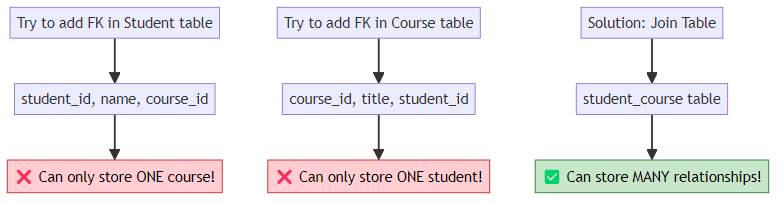 Try to add FK in Student table
Try to add FK in Course table
Solution: Join Table
student_id, name, course_id
course_id, title, student_id
student_course table
❌ Can only store ONE course!
❌ Can only store ONE student!
✅ Can store MANY relationships!